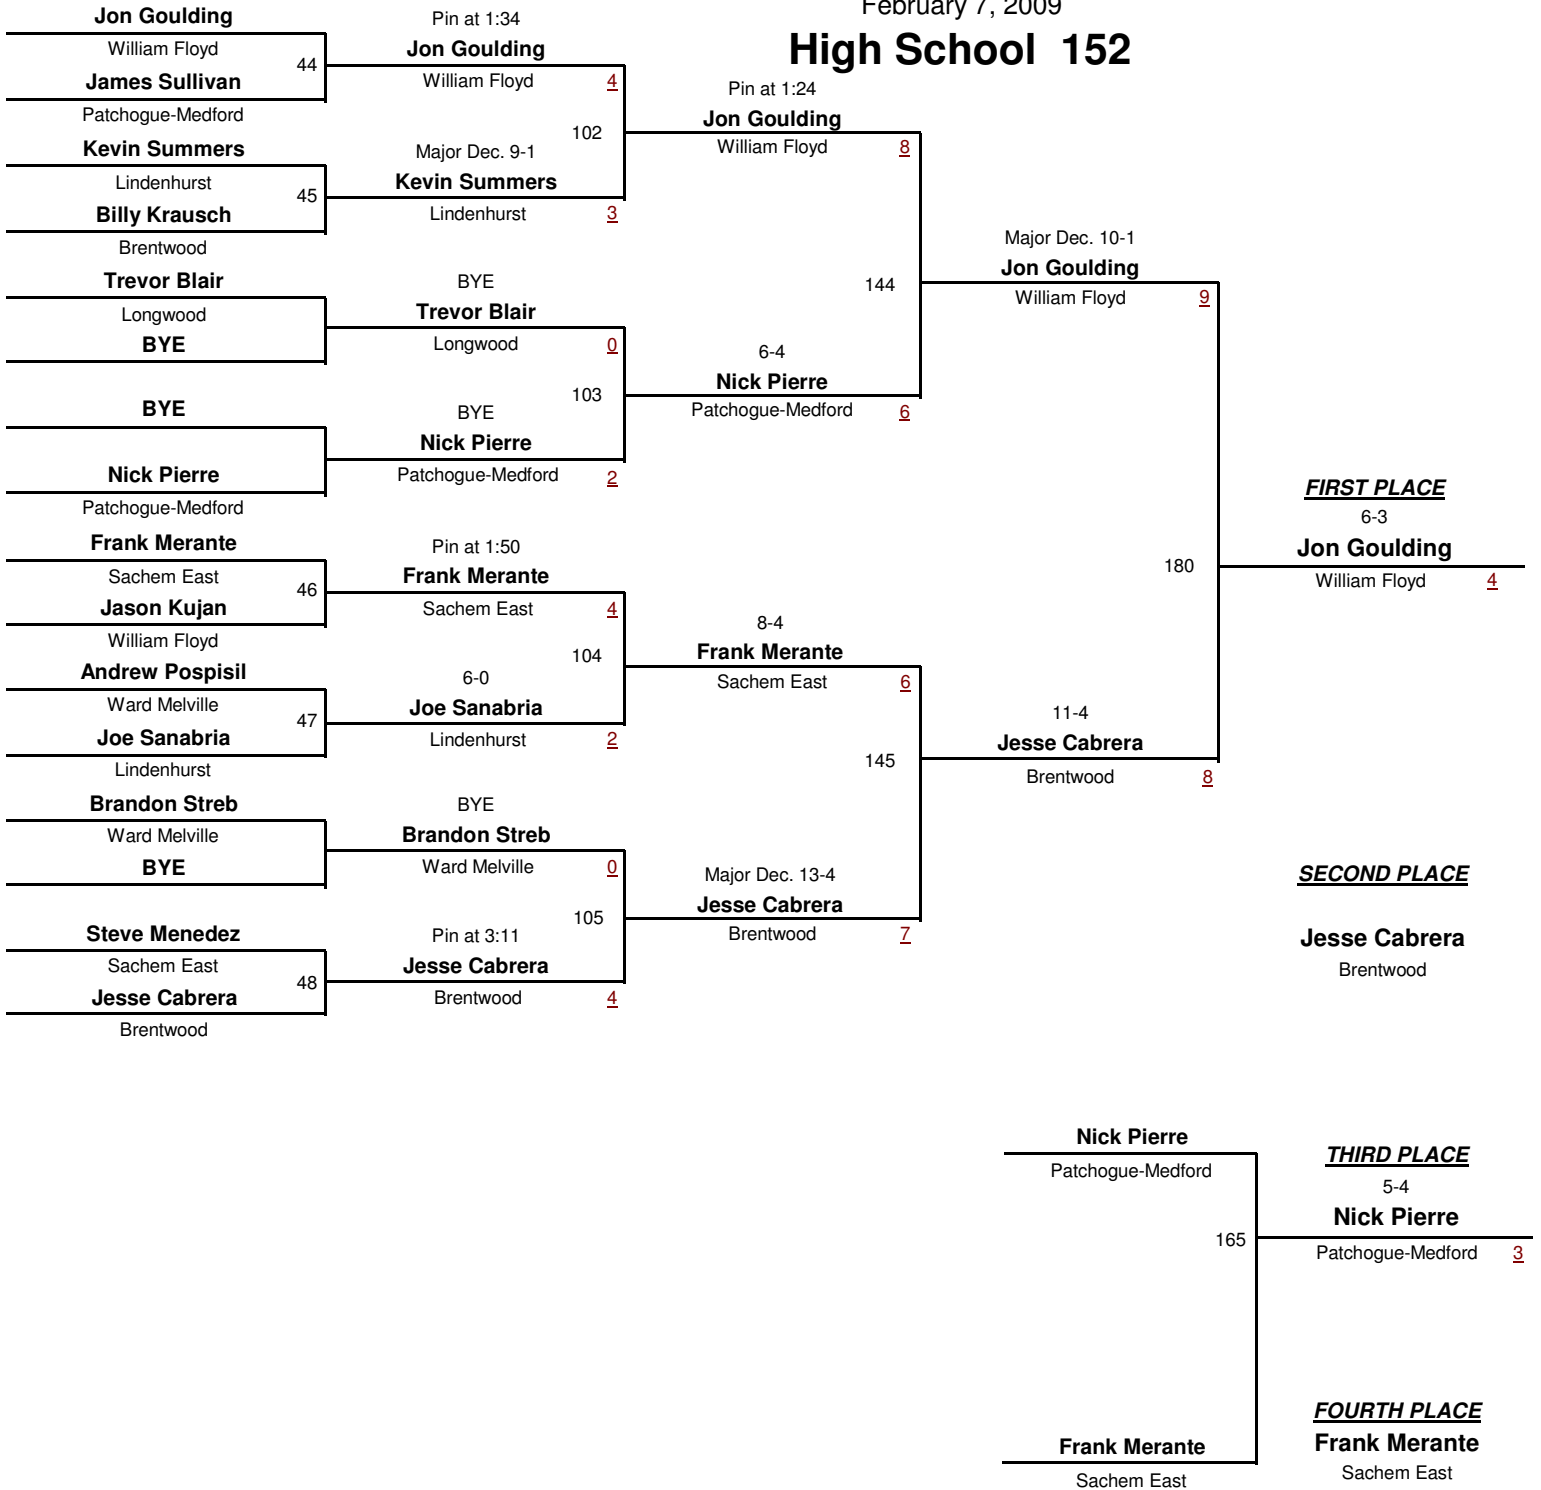 February 7, 2009
High School 152
Jon Goulding
William Floyd
44
James Sullivan
Patchogue-Medford
Kevin Summers
Lindenhurst
45
Billy Krausch
Brentwood
Trevor Blair
Longwood
BYE
BYE
Nick Pierre
Patchogue-Medford
Frank Merante
Sachem East
46
Jason Kujan
William Floyd
Andrew Pospisil
Ward Melville
47
Joe Sanabria
Lindenhurst
Brandon Streb
Ward Melville
BYE
Steve Menedez
Sachem East
48
Jesse Cabrera
Brentwood
Pin at 1:34
Jon Goulding
William Floyd 4
102
Major Dec. 9-1
Kevin Summers
Lindenhurst 3
BYE
Trevor Blair
Longwood 0
103
BYE
Nick Pierre
Patchogue-Medford 2
Pin at 1:50
Frank Merante
Sachem East 4
104
6-0
Joe Sanabria
Lindenhurst 2
BYE
Brandon Streb
Ward Melville 0
105
Pin at 3:11
Jesse Cabrera
Brentwood 4
Pin at 1:24
Jon Goulding
William Floyd 8
144
6-4
Nick Pierre
Patchogue-Medford 6
8-4
Frank Merante
Sachem East 6
145
Major Dec. 13-4
Jesse Cabrera
Brentwood 7
Major Dec. 10-1
Jon Goulding
William Floyd 9
180
11-4
Jesse Cabrera
Brentwood 8
FIRST PLACE
6-3
Jon Goulding
William Floyd 4
SECOND PLACE
Jesse Cabrera
Brentwood
Nick Pierre
Patchogue-Medford
165
Frank Merante
Sachem East
THIRD PLACE
5-4
Nick Pierre
Patchogue-Medford 3
FOURTH PLACE
Frank Merante
Sachem East